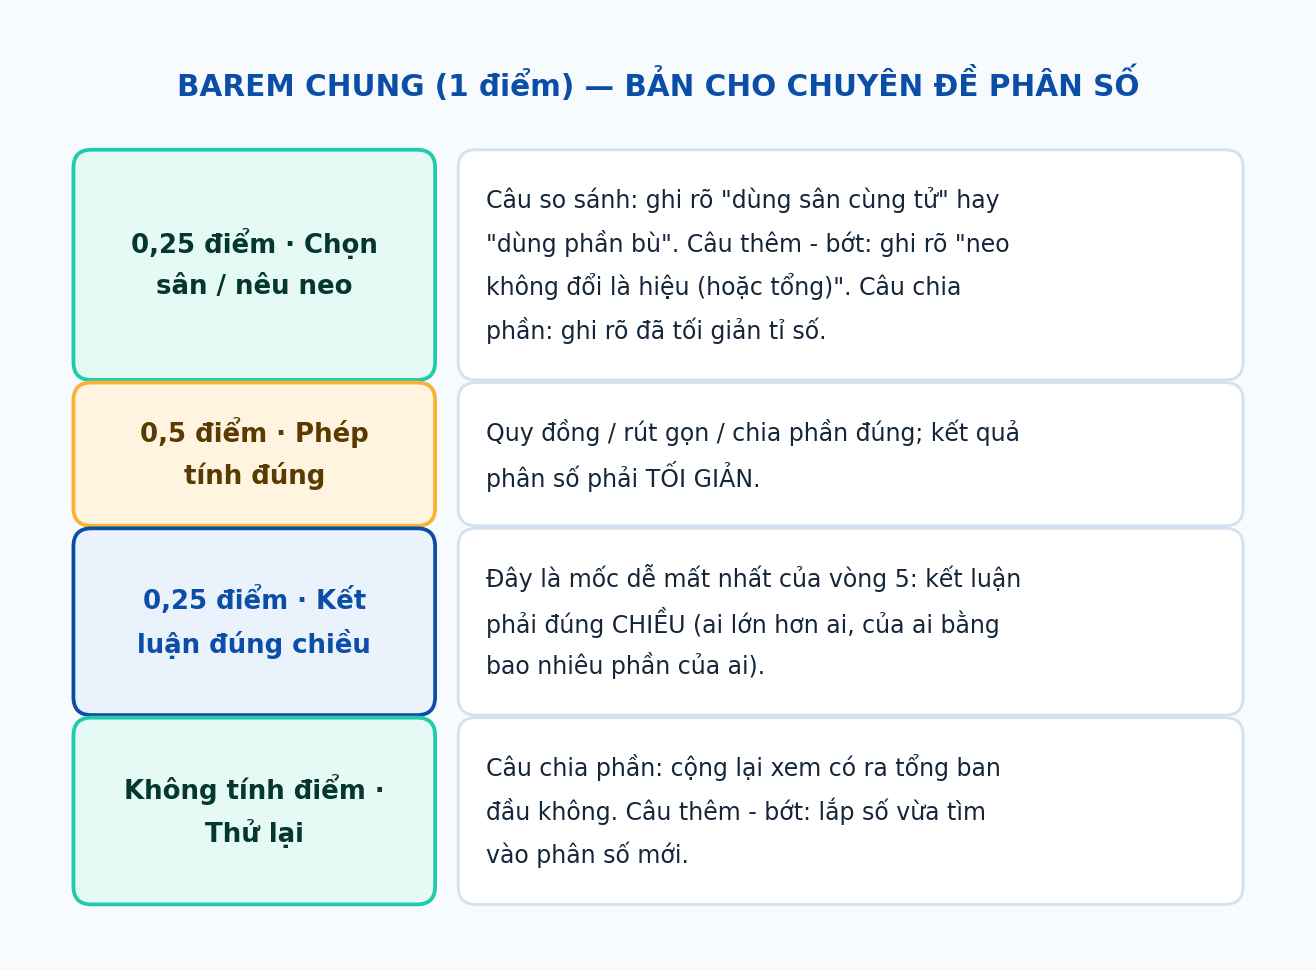 BAREM CHUNG (1 điểm) — BẢN CHO CHUYÊN ĐỀ PHÂN SỐ
0,25 điểm · Chọn
sân / nêu neo
Câu so sánh: ghi rõ "dùng sân cùng tử" hay
"dùng phần bù". Câu thêm - bớt: ghi rõ "neo
không đổi là hiệu (hoặc tổng)". Câu chia
phần: ghi rõ đã tối giản tỉ số.
0,5 điểm · Phép
tính đúng
Quy đồng / rút gọn / chia phần đúng; kết quả
phân số phải TỐI GIẢN.
0,25 điểm · Kết
luận đúng chiều
Đây là mốc dễ mất nhất của vòng 5: kết luận
phải đúng CHIỀU (ai lớn hơn ai, của ai bằng
bao nhiêu phần của ai).
Không tính điểm ·
Thử lại
Câu chia phần: cộng lại xem có ra tổng ban
đầu không. Câu thêm - bớt: lắp số vừa tìm
vào phân số mới.